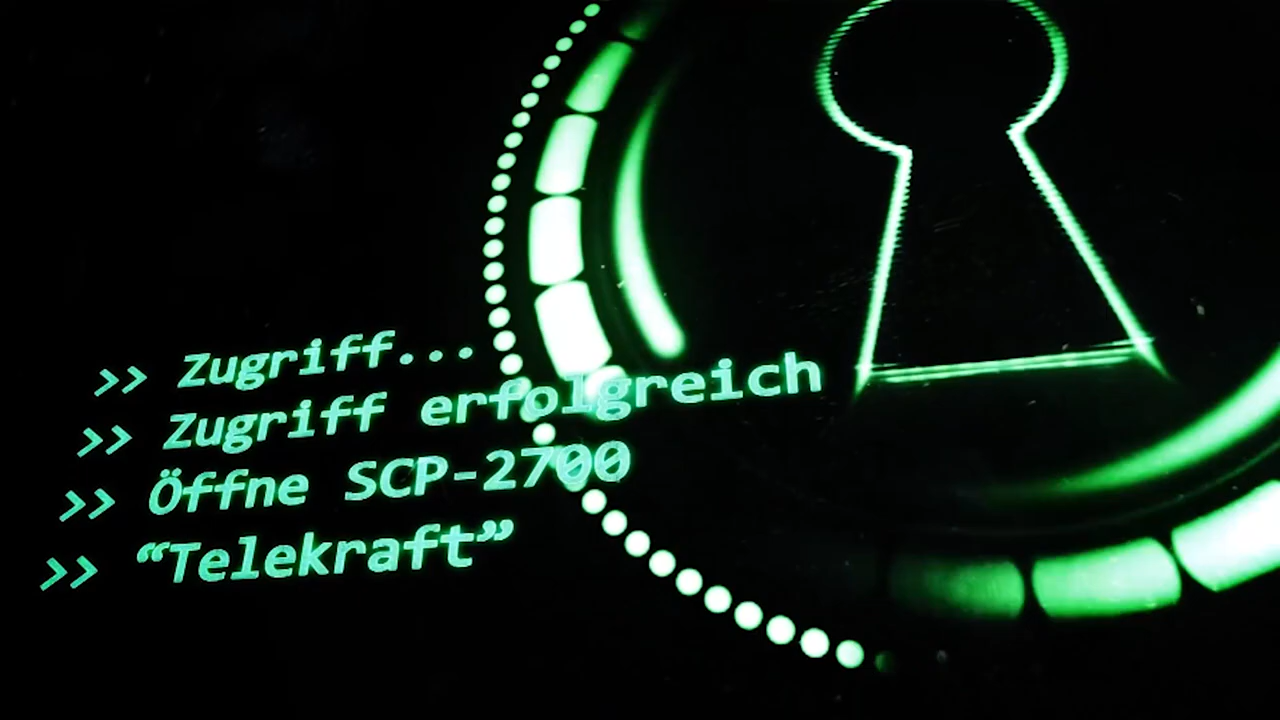 >> Zugriff...
>> Zugriff erfolgreich
>> Öffne SCP-2700
>> “Telekraft”